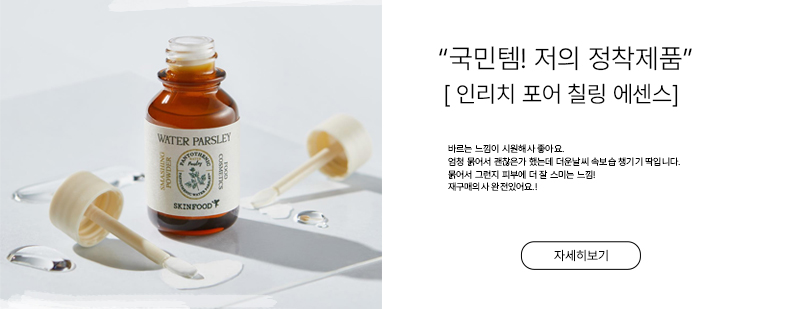 WATER PARSLEY
SMASHING
POWDER
PANTOTHENIC
Parsley
FOOD
COSMETICS
SKINFOOD
“국민템! 저의 정착제품”
[ 인리치 포어 칠링 에센스]
바르는 느낌이 시원해사 좋아요.
엄청 묽어서 괜찮은가 했는데 더운날씨 속보습 챙기기 딱입니다.
묽어서 그런지 피부에 더 잘 스미는 느낌!
재구매의사 완전있어요.!
자세히보기